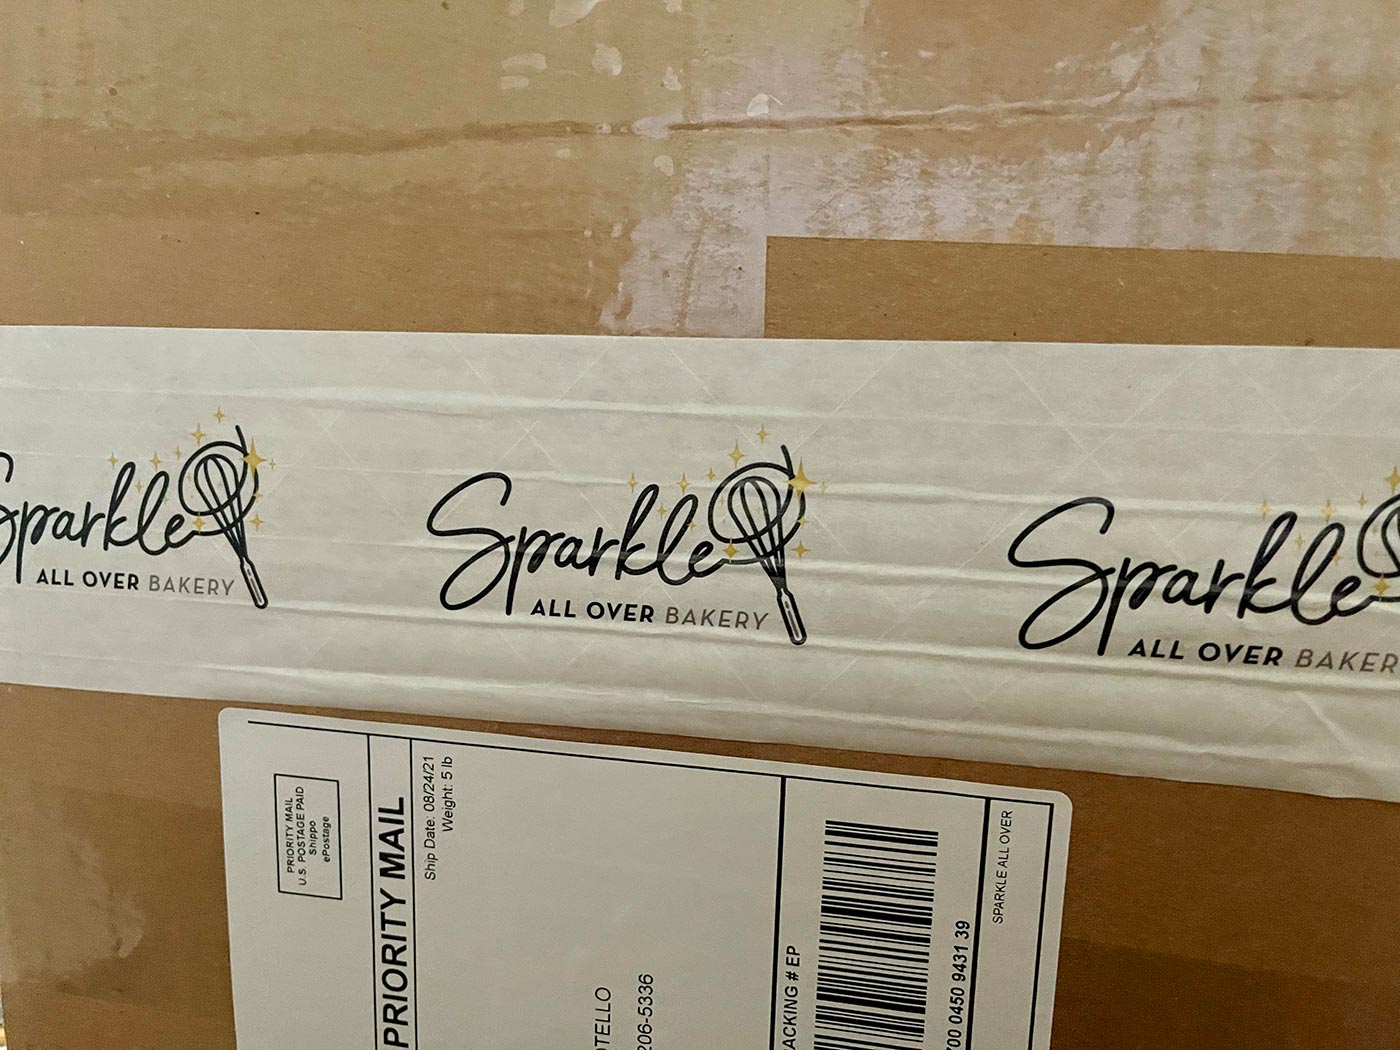 Sparkle
ALL OVER BAKERY
Sparkle
ALL OVER BAKERY
Sparkle
ALL OVER BAKER
PRIORITY MAIL
U.S. POSTAGE PAID
Shippo
ePostage
PRIORITY MAIL
Ship Date: 08/24/21
Weight: 5 lb
TELLO
206-5336
ACKING # EP
700 0450 9431 39
SPARKLE ALL OVER